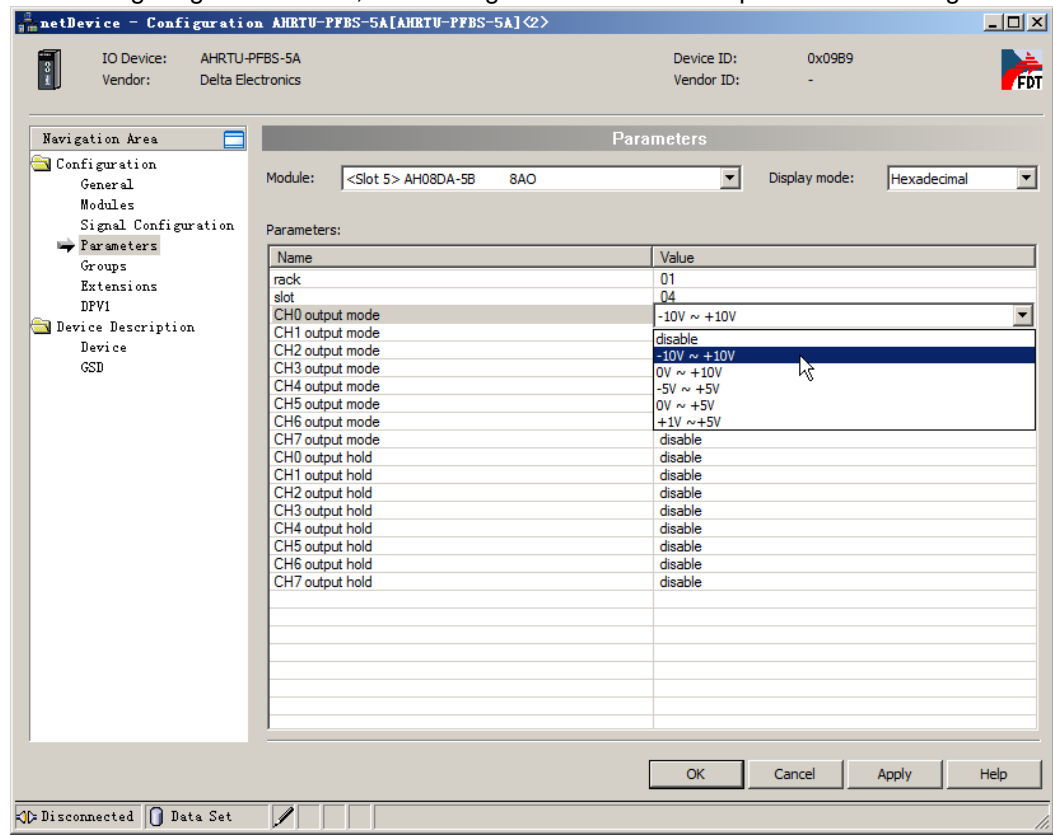 netDevice - Configuration AHRTU-PFBS-5A[AHRTU-PFBS-5A]<2>
IO Device: AHRTU-PFBS-5A Device ID: 0x09B9
Vendor: Delta Electronics Vendor ID: -
FDT
Navigation Area
Configuration
General
Modules
Signal Configuration
Parameters
Groups
Extensions
DPV1
Device Description
Device
GSD
Parameters
Module: <Slot 5> AH08DA-5B 8AO Display mode: Hexadecimal
Parameters:
Name Value
rack 01
slot 04
CH0 output mode -10V ~ +10V
CH1 output mode
CH2 output mode
CH3 output mode
CH4 output mode
CH5 output mode
CH6 output mode
disable
-10V ~ +10V
0V ~ +10V
-5V ~ +5V
0V ~ +5V
+1V ~+5V
CH7 output mode disable
CH0 output hold disable
CH1 output hold disable
CH2 output hold disable
CH3 output hold disable
CH4 output hold disable
CH5 output hold disable
CH6 output hold disable
CH7 output hold disable
OK Cancel Apply Help
Disconnected Data Set